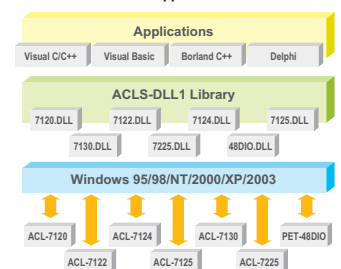 Applications
Visual C/C++ Visual Basic Borland C++ Delphi
ACLS-DLL1 Library
7120.DLL 7122.DLL 7124.DLL 7125.DLL
7130.DLL 7225.DLL 48DIO.DLL
Windows 95/98/NT/2000/XP/2003
ACL-7120 ACL-7124 ACL-7130 PET-48DIO
ACL-7122 ACL-7125 ACL-7225